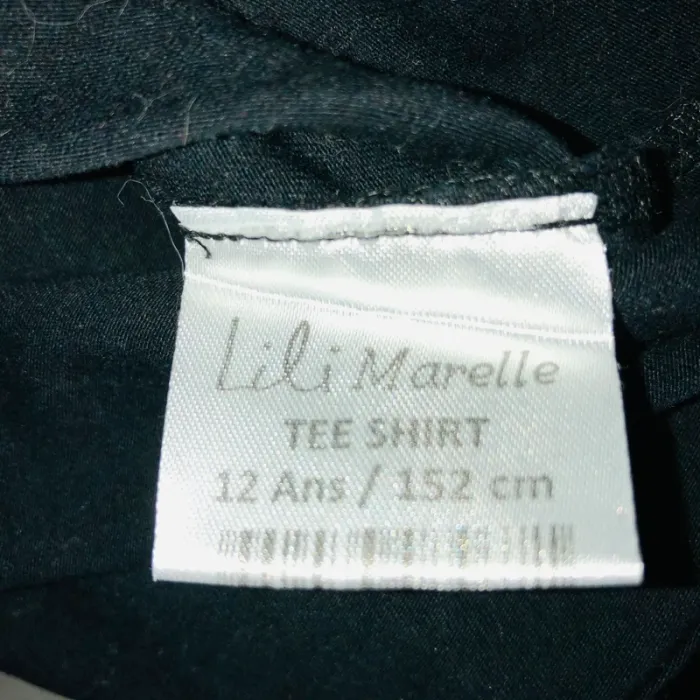 Lili Marelle
TEE SHIRT
12 Ans / 152 cm